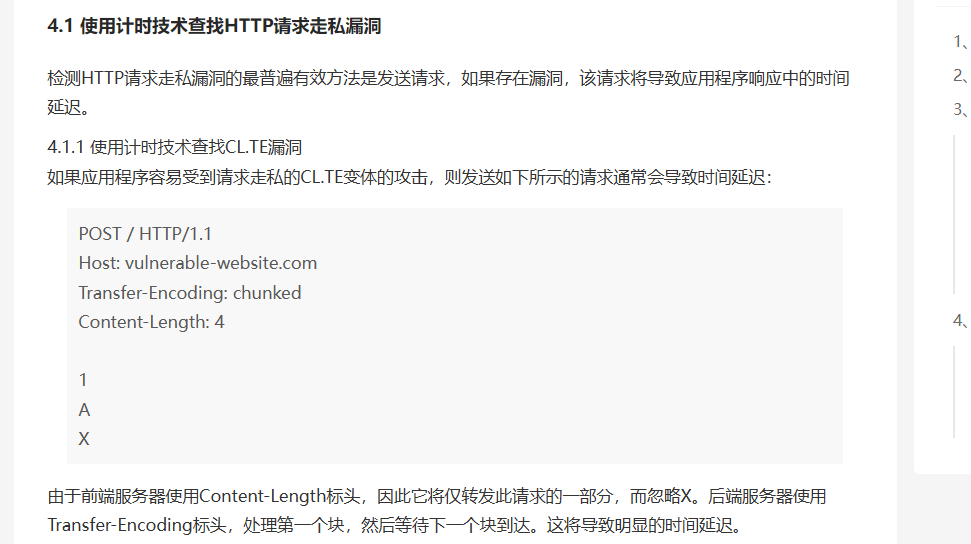 4.1 使用计时技术查找HTTP请求走私漏洞
检测HTTP请求走私漏洞的最普遍有效方法是发送请求，如果存在漏洞，该请求将导致应用程序响应中的时间
延迟。
4.1.1 使用计时技术查找CL.TE漏洞
如果应用程序容易受到请求走私的CL.TE变体的攻击，则发送如下所示的请求通常会导致时间延迟：
POST / HTTP/1.1
Host: vulnerable-website.com
Transfer-Encoding: chunked
Content-Length: 4
1
A
X
由于前端服务器使用Content-Length标头，因此它将仅转发此请求的一部分，而忽略X。后端服务器使用
Transfer-Encoding标头，处理第一个块，然后等待下一个块到达。这将导致明显的时间延迟。
1、
2、
3、
4、